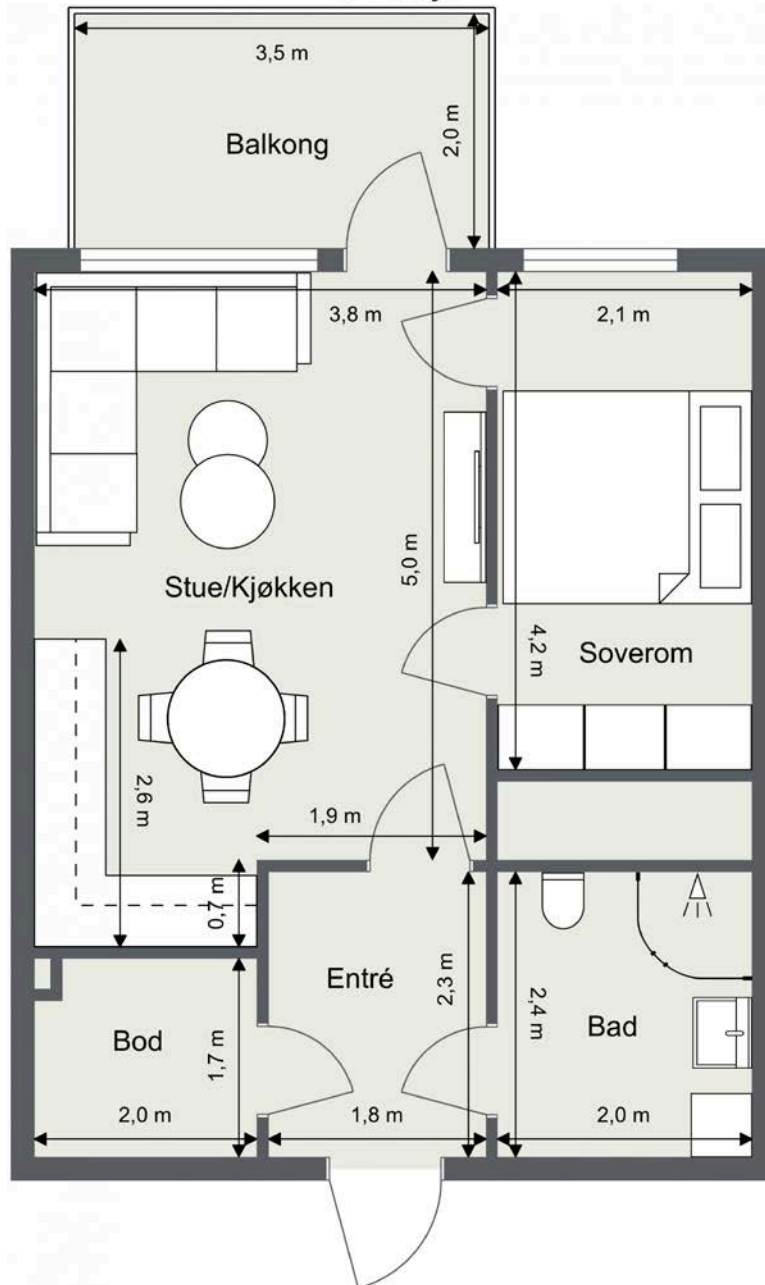 3,5 m
2,0 m
Balkong
3,8 m
2,1 m
5,0 m
Stue/Kjøkken
4,2 m
Soverom
2,6 m
1,9 m
0,7 m
Entré
2,3 m
2,4 m
Bad
Bod
1,7 m
2,0 m
1,8 m
2,0 m